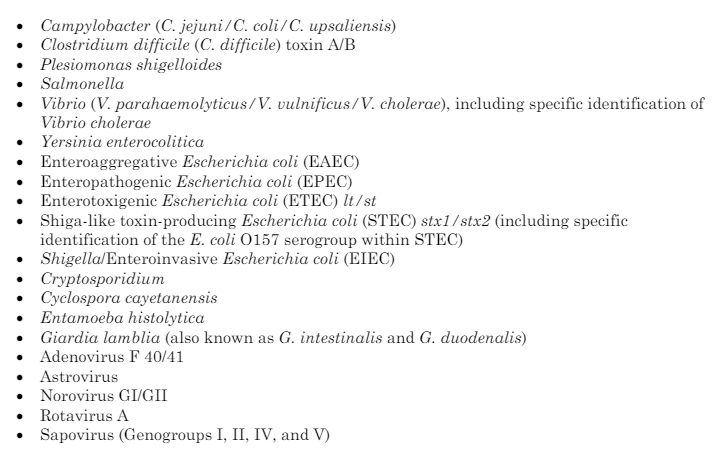 • Campylobacter (C. jejuni/C. coli/C. upsaliensis)
• Clostridium difficile (C. difficile) toxin A/B
• Plesiomonas shigelloides
• Salmonella
• Vibrio (V. parahaemolyticus/V. vulnificus/V. cholerae), including specific identification of
Vibrio cholerae
• Yersinia enterocolitica
• Enteroaggregative Escherichia coli (EAEC)
• Enteropathogenic Escherichia coli (EPEC)
• Enterotoxigenic Escherichia coli (ETEC) lt/st
• Shiga-like toxin-producing Escherichia coli (STEC) stx1/stx2 (including specific
identification of the E. coli O157 serogroup within STEC)
• Shigella/Enteroinvasive Escherichia coli (EIEC)
• Cryptosporidium
• Cyclospora cayetanensis
• Entamoeba histolytica
• Giardia lamblia (also known as G. intestinalis and G. duodenalis)
• Adenovirus F 40/41
• Astrovirus
• Norovirus GI/GII
• Rotavirus A
• Sapovirus (Genogroups I, II, IV, and V)